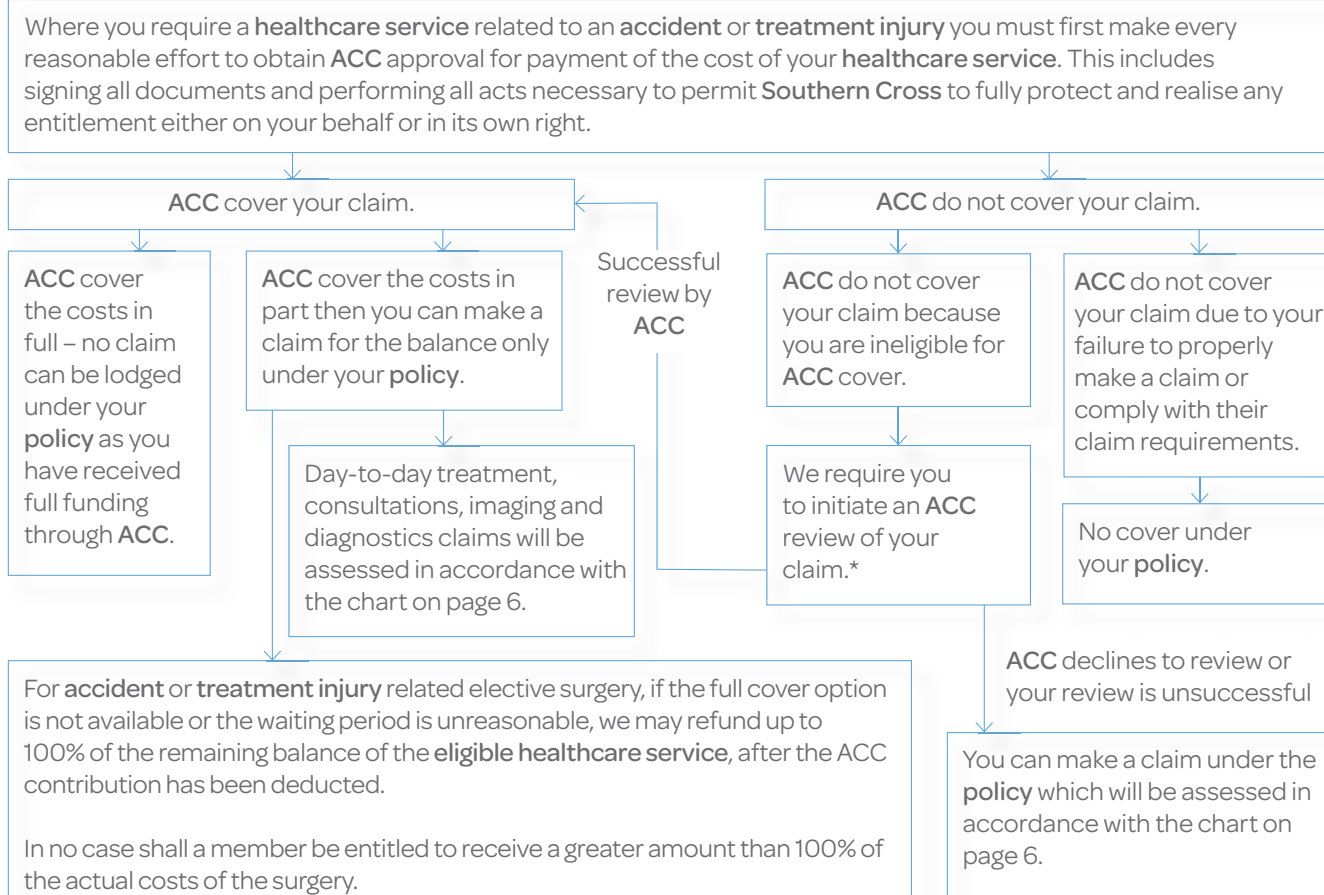 Where you require a healthcare service related to an accident or treatment injury you must first make every
reasonable effort to obtain ACC approval for payment of the cost of your healthcare service. This includes
signing all documents and performing all acts necessary to permit Southern Cross to fully protect and realise any
entitlement either on your behalf or in its own right.
ACC cover your claim.
ACC cover
the costs in
full – no claim
can be lodged
under your
policy as you
have received
full funding
through ACC.
ACC cover the costs in
part then you can make a
claim for the balance only
under your policy.
Day-to-day treatment,
consultations, imaging and
diagnostics claims will be
assessed in accordance with
the chart on page 6.
For accident or treatment injury related elective surgery, if the full cover option
is not available or the waiting period is unreasonable, we may refund up to
100% of the remaining balance of the eligible healthcare service, after the ACC
contribution has been deducted.
In no case shall a member be entitled to receive a greater amount than 100% of
the actual costs of the surgery.
Successful
review by
ACC
ACC do not cover your claim.
ACC do not cover
your claim because
you are ineligible for
ACC cover.
We require you
to initiate an ACC
review of your
claim.*
ACC do not cover
your claim due to your
failure to properly
make a claim or
comply with their
claim requirements.
No cover under
your policy.
ACC declines to review or
your review is unsuccessful
You can make a claim under the
policy which will be assessed in
accordance with the chart on
page 6.